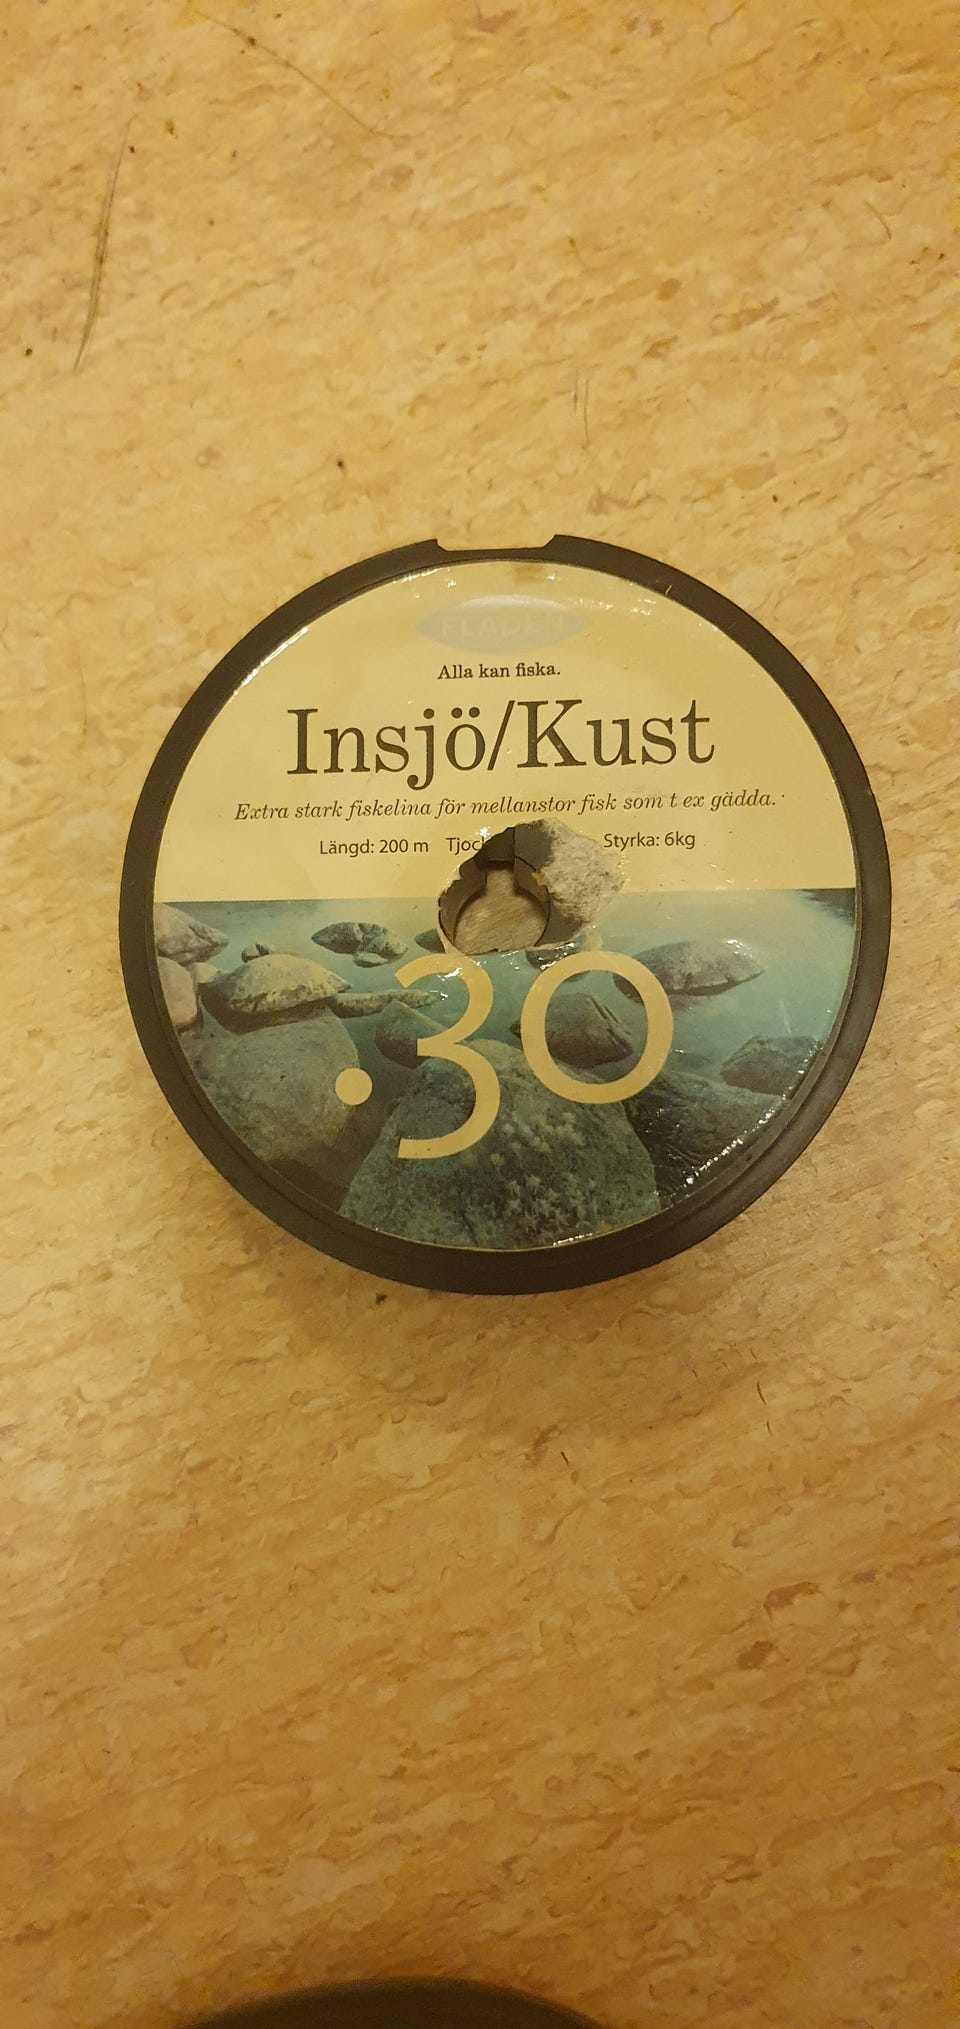 FLADEN
Alla kan fiska.
Insjö/Kust
Extra stark fiskelina för mellanstor fisk som t ex gädda.
Längd: 200 m Styrka: 6kg
.30